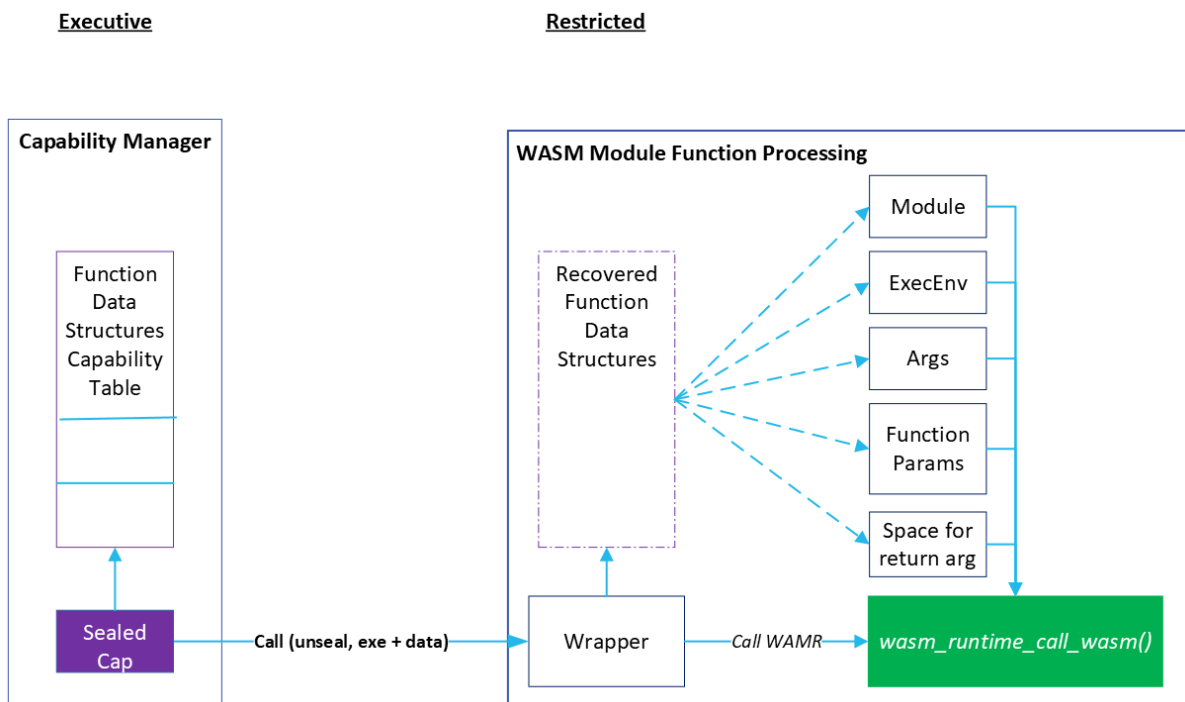 Executive
Restricted
Capability Manager
Function
Data
Structures
Capability
Table
Sealed
Cap
Call (unseal, exe + data)
WASM Module Function Processing
Recovered
Function
Data
Structures
Module
ExecEnv
Args
Function
Params
Space for
return arg
Wrapper
Call WAMR
wasm_runtime_call_wasm()